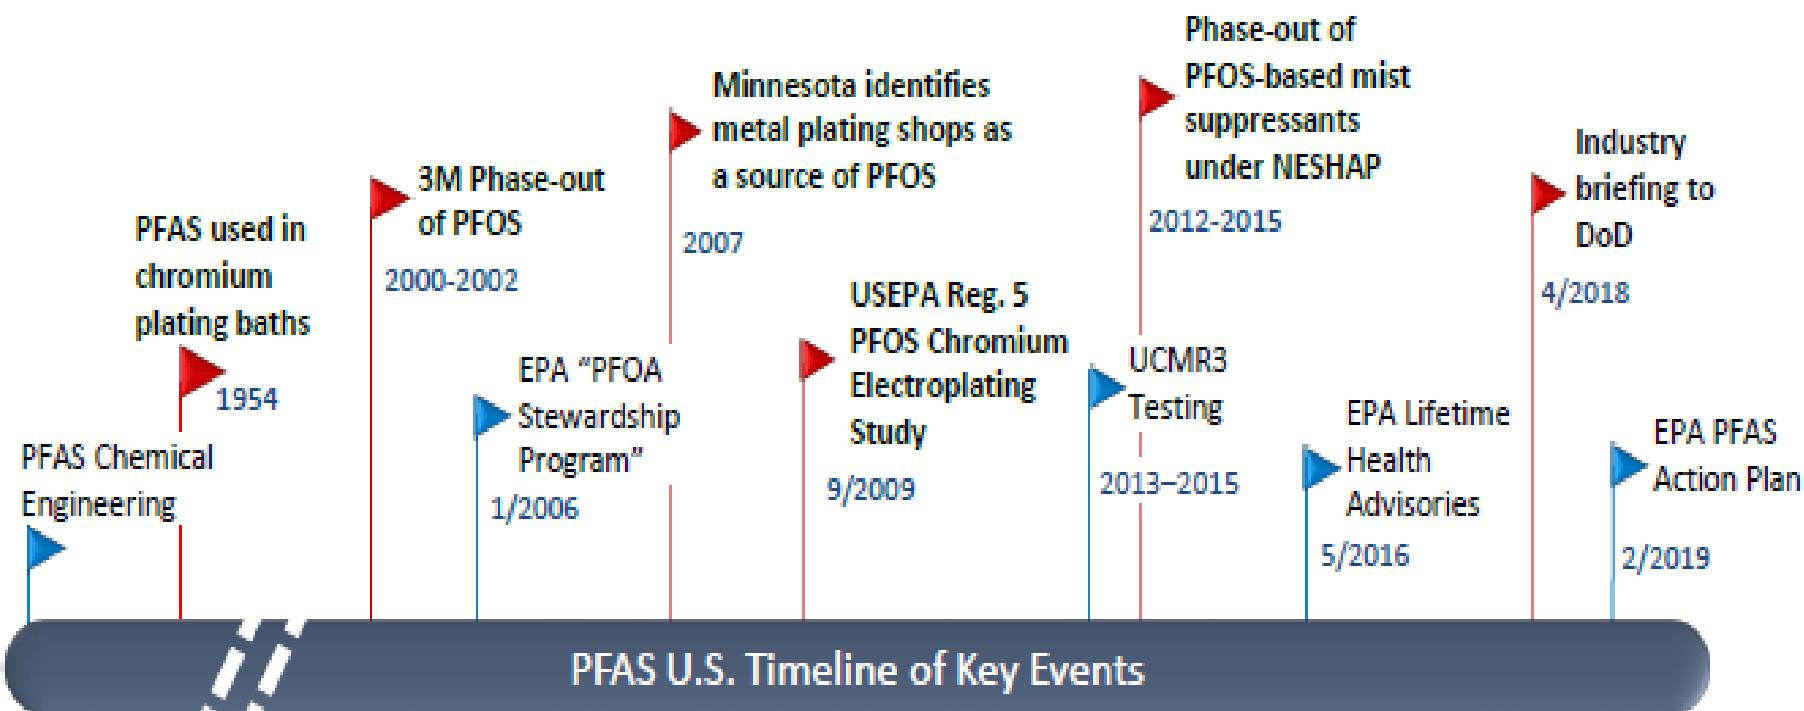 PFAS Chemical
Engineering
PFAS used in
chromium
plating baths
1954
3M Phase-out
of PFOS
2000-2002
EPA “PFOA
Stewardship
Program”
1/2006
Minnesota identifies
metal plating shops as
a source of PFOS
2007
USEPA Reg. 5
PFOS Chromium
Electroplating
Study
9/2009
UCMR3
Testing
2013–2015
Phase-out of
PFOS-based mist
suppressants
under NESHAP
2012-2015
EPA Lifetime
Health
Advisories
5/2016
Industry
briefing to
DoD
4/2018
EPA PFAS
Action Plan
2/2019
PFAS U.S. Timeline of Key Events